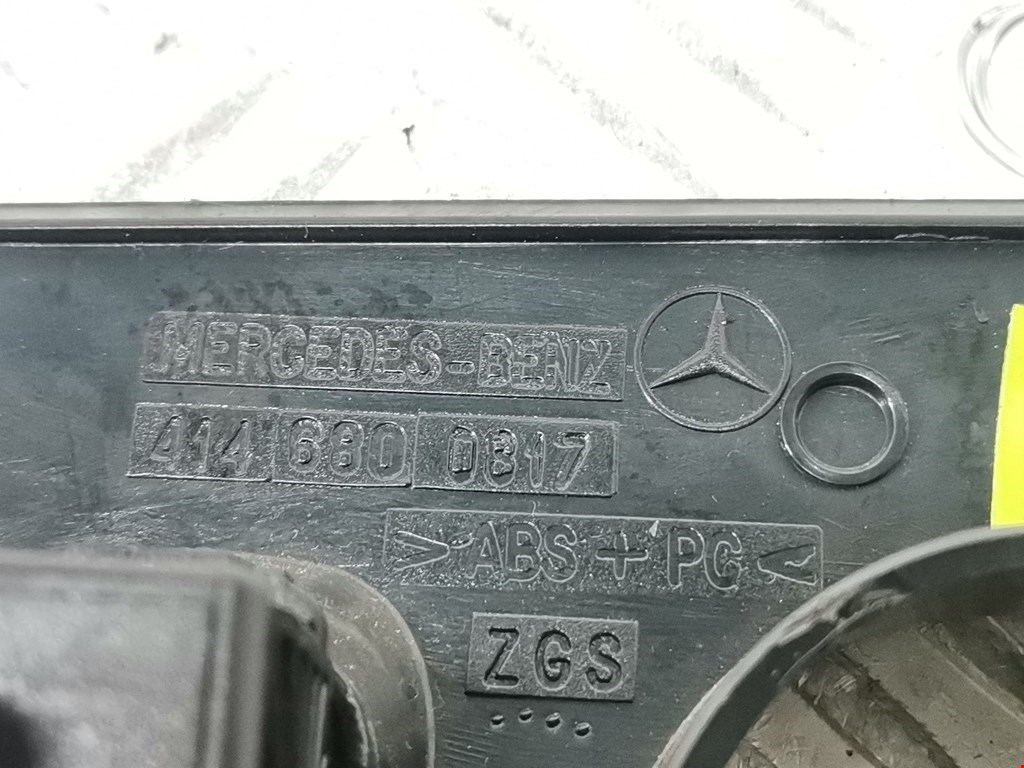 MERCEDES-BENZ
414 680 0817
>ABS+PC<
ZGS